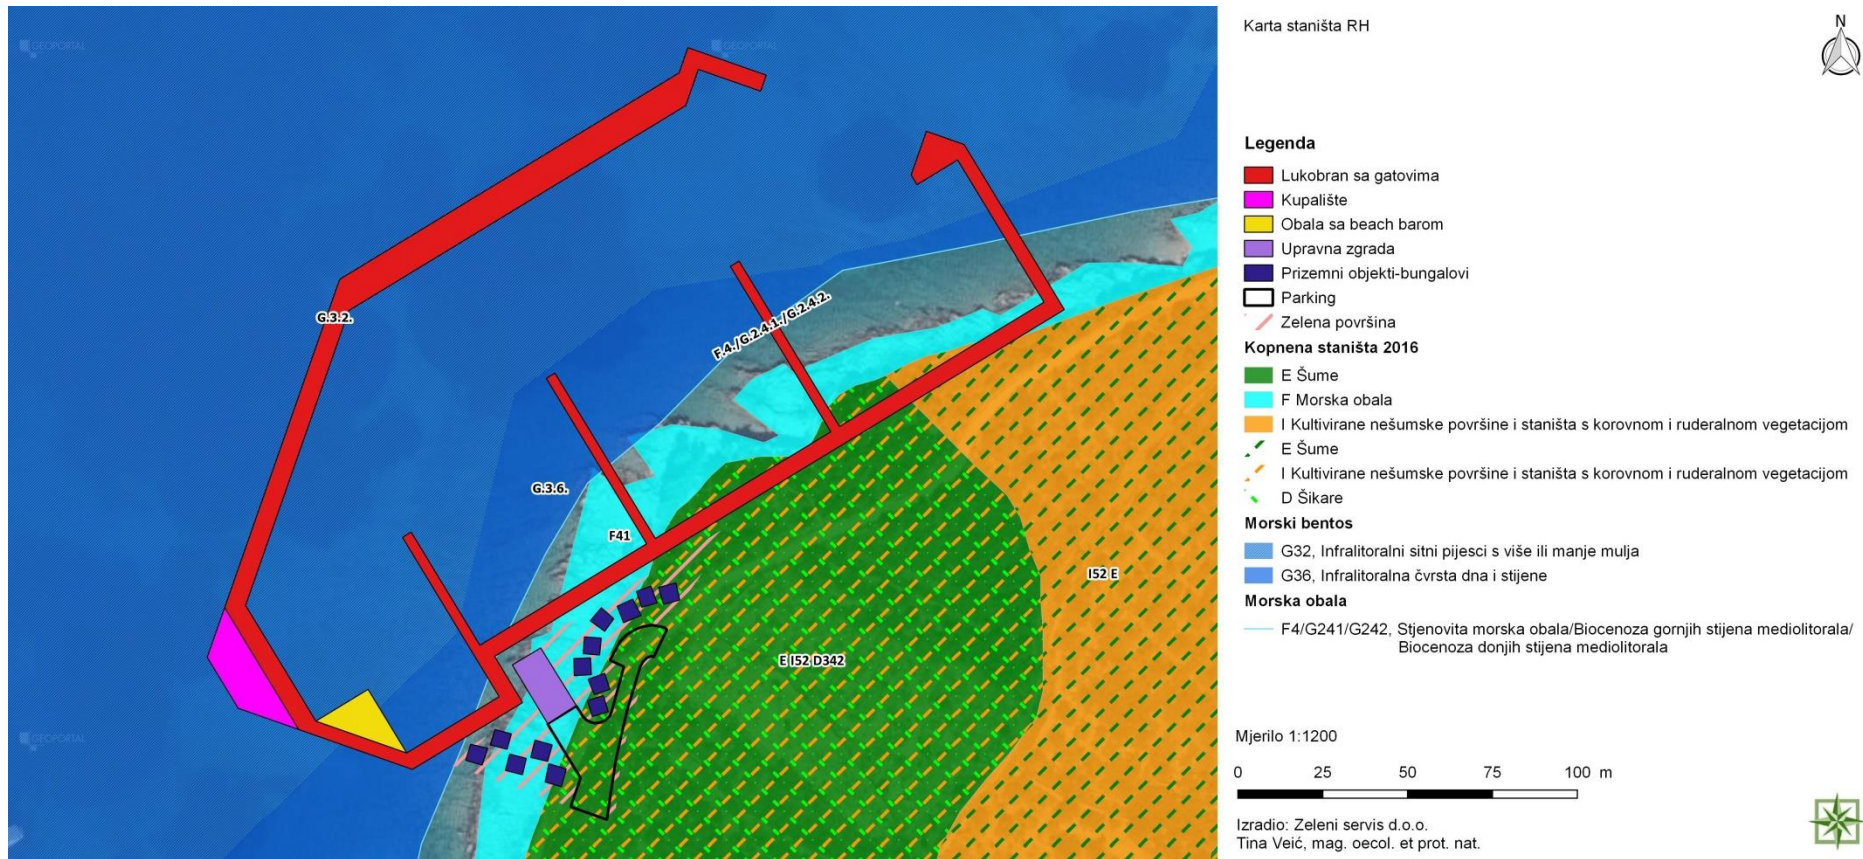 GEOPORTAL
GEOPORTAL
G.3.2.
F.4./G.2.4.1./G.2.4.2.
G.3.6.
F41
I52 E
E I52 D342
GEOPORTAL
GEOPORTAL
Karta staništa RH
N
Legenda
Lukobran sa gatovima
Kupalište
Obala sa beach barom
Upravna zgrada
Prizemni objekti-bungalovi
Parking
Zelena površina
Kopnena staništa 2016
E Šume
F Morska obala
I Kultivirane nešumske površine i staništa s korovnom i ruderalnom vegetacijom
E Šume
I Kultivirane nešumske površine i staništa s korovnom i ruderalnom vegetacijom
D Šikare
Morski bentos
G32, Infralitoralni sitni pijesci s više ili manje mulja
G36, Infralitoralna čvrsta dna i stijene
Morska obala
F4/G241/G242, Stjenovita morska obala/Biocenoza gornjih stijena mediolitorala/
Biocenoza donjih stijena mediolitorala
Mjerilo 1:1200
0 25 50 75 100 m
Izradio: Zeleni servis d.o.o.
Tina Veić, mag. oecol. et prot. nat.